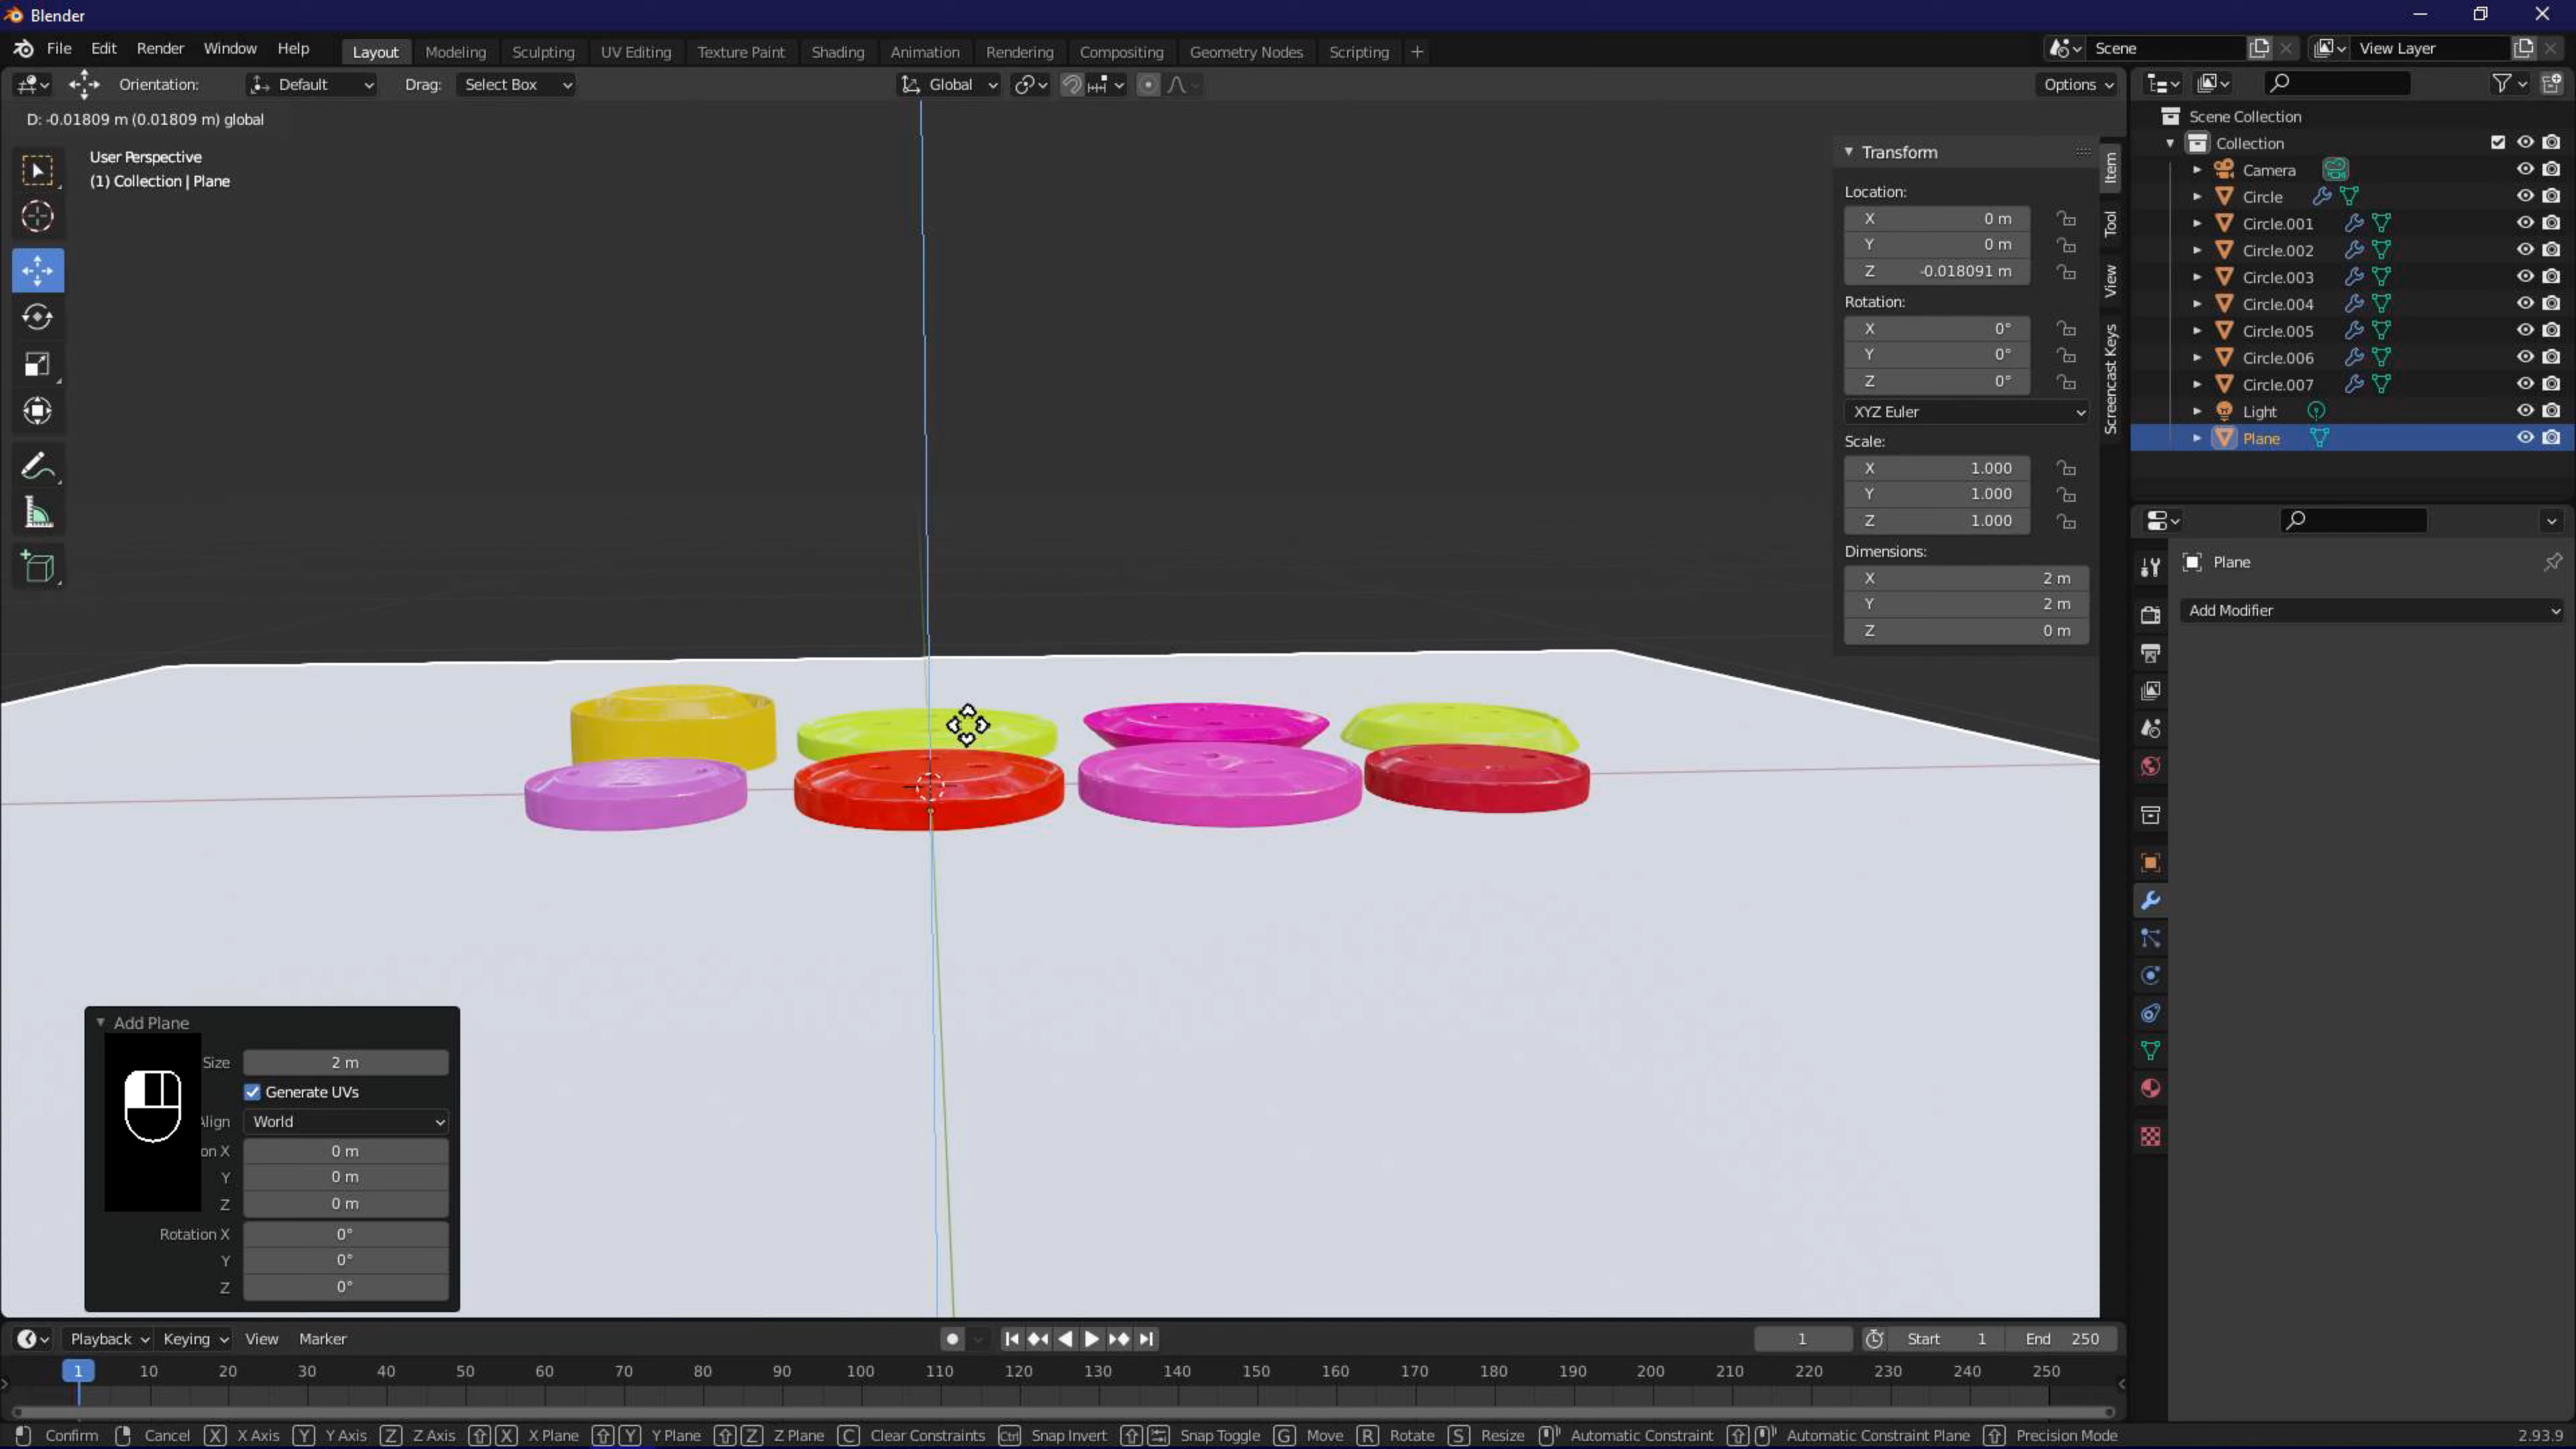 Blender
File Edit Render Window Help Layout Modeling Sculpting UV Editing Texture Paint Shading Animation Rendering Compositing Geometry Nodes Scripting + Scene View Layer
Orientation: Default Drag: Select Box Global Options
D: -0.01809 m (0.01809 m) global
User Perspective
(1) Collection | Plane
Transform
Location:
X 0 m
Y 0 m
Z -0.018091 m
Rotation:
X 0°
Y 0°
Z 0°
XYZ Euler
Scale:
X 1.000
Y 1.000
Z 1.000
Dimensions:
X 2 m
Y 2 m
Z 0 m
Item
Tool
View
Screencast Keys
Scene Collection
Collection
Camera
Circle
Circle.001
Circle.002
Circle.003
Circle.004
Circle.005
Circle.006
Circle.007
Light
Plane
Plane
Add Modifier
Add Plane
Size 2 m
Generate UVs
Align World
on X 0 m
Y 0 m
Z 0 m
Rotation X 0°
Y 0°
Z 0°
Playback Keying View Marker 1 Start 1 End 250
1 10 20 30 40 50 60 70 80 90 100 110 120 130 140 150 160 170 180 190 200 210 220 230 240 250
Confirm Cancel X X Axis Y Y Axis Z Z Axis X X Plane Y Y Plane Z Z Plane C Clear Constraints Ctrl Snap Invert Snap Toggle G Move R Rotate S Resize Automatic Constraint Automatic Constraint Plane Precision Mode 2.93.9